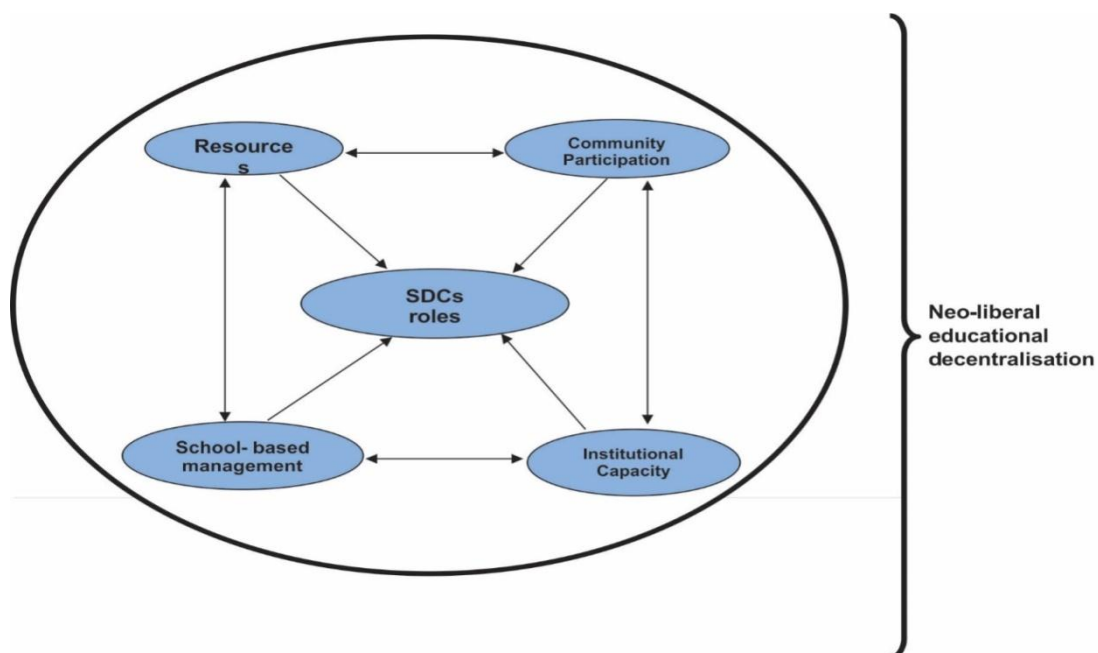 Resource
s
Community
Participation
SDCs
roles
Neo-liberal
educational
decentralisation
School- based
management
Institutional
Capacity